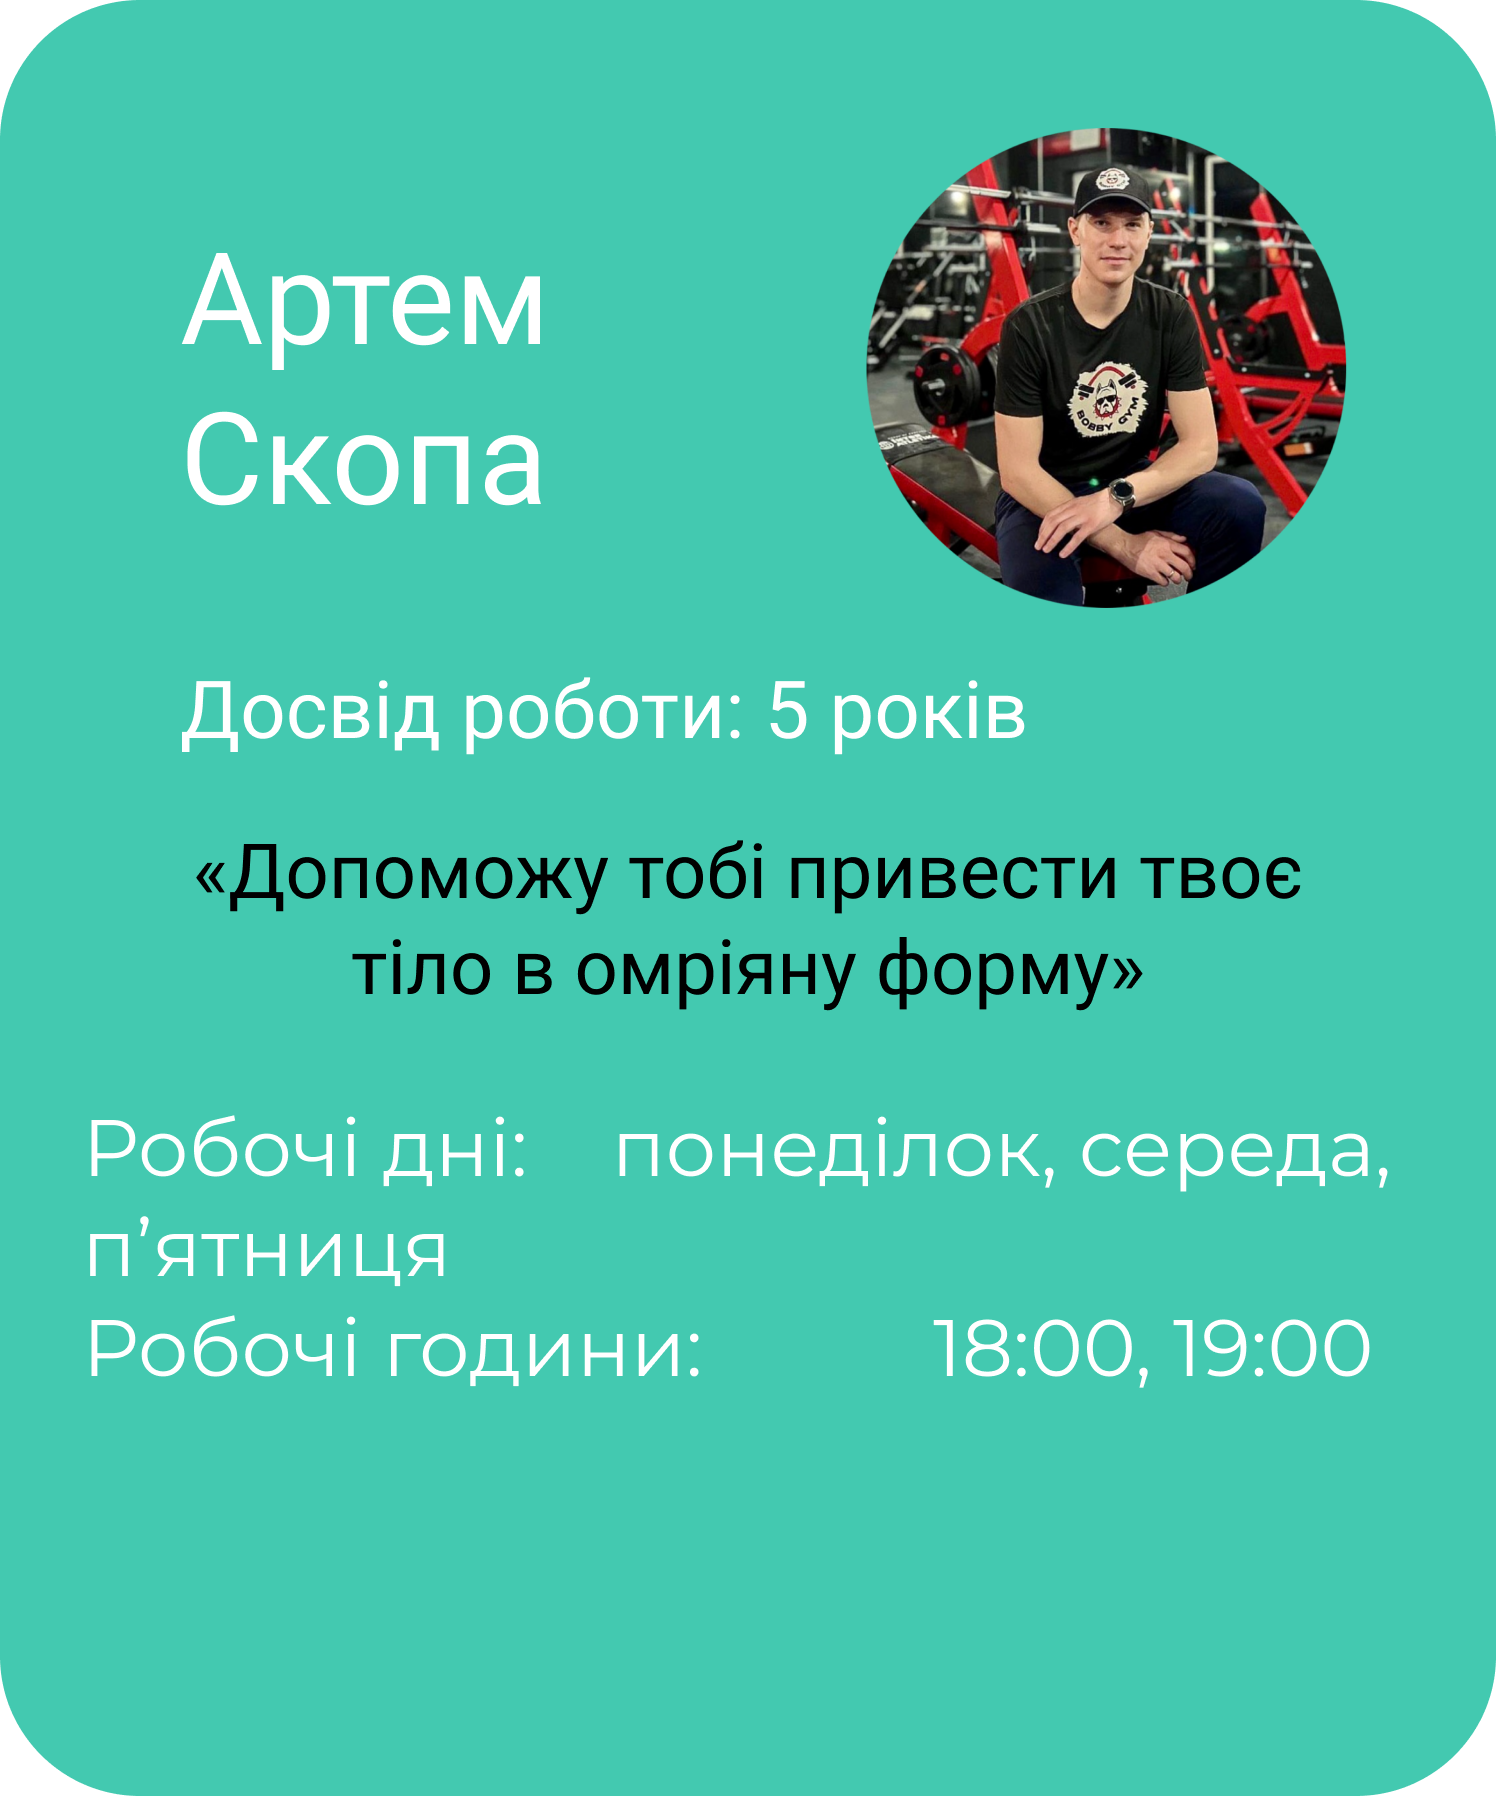 Артем
Скопа
BOBBY GYM
Досвід роботи: 5 років
«Допоможу тобі привести твоє
тіло в омріяну форму»
Робочі дні: понеділок, середа,
п’ятниця
Робочі години: 18:00, 19:00